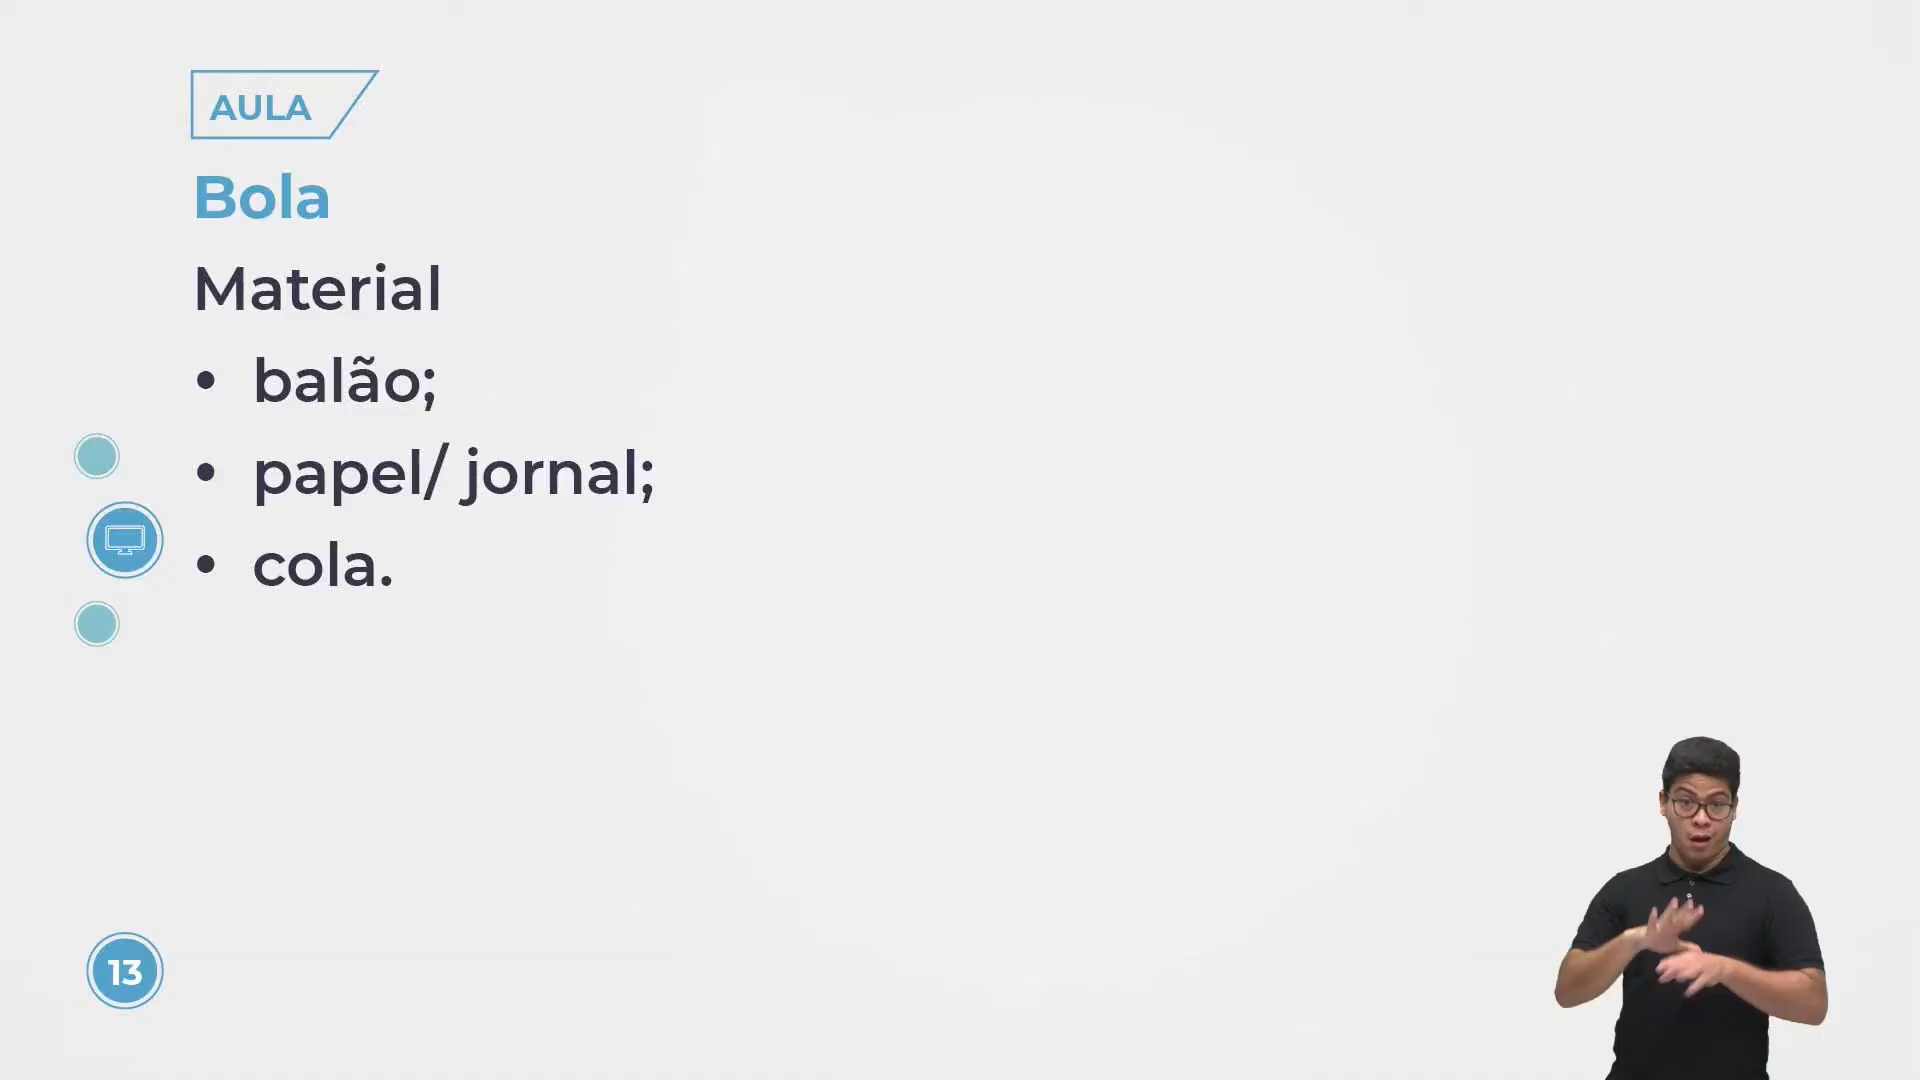 AULA
Bola
Material
• balão;
• papel/ jornal;
• cola.
13